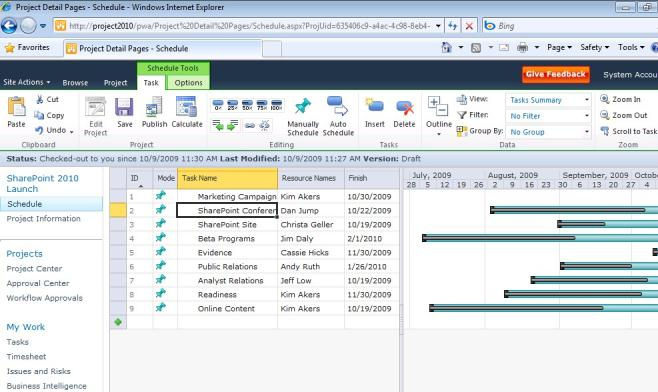 Project Detail Pages - Schedule - Windows Internet Explorer
http://project2010/pwa/Project%20Detail%20Pages/Schedule.aspx?ProjUid=635406c9-a4ac-4c98-8eb4-
Bing
Favorites Project Detail Pages - Schedule Page Safety Tools
Schedule Tools
Give Feedback System Accou
Site Actions Browse Project Task Options
Paste Cut Copy Undo
Edit Project Save Publish Calculate
0% 25% 50% 75% 100%
Manually Schedule Auto Schedule
Insert Delete
Outline View: Tasks Summary
Filter: No Filter
Group By: No Group
Zoom In
Zoom Out
Scroll to Task
Clipboard Project Editing Tasks Data
Status: Checked-out to you since 10/9/2009 11:30 AM Last Modified: 10/9/2009 11:27 AM Version: Draft
SharePoint 2010
Launch
Schedule
Project Information
Projects
Project Center
Approval Center
Workflow Approvals
My Work
Tasks
Timesheet
Issues and Risks
Business Intelligence
ID Mode Task Name Resource Names Finish
July, 2009 August, 2009 September, 2009 Octobe
28 5 12 19 26 2 9 16 23 30 6 13 20 27 4
1 Marketing Campaign Kim Akers 10/30/2009
2 SharePoint Conferen Dan Jump 10/22/2009
3 SharePoint Site Christa Geller 10/19/2009
4 Beta Programs Jim Daly 2/1/2010
5 Evidence Cassie Hicks 11/30/2009
6 Public Relations Andy Ruth 1/26/2010
7 Analyst Relations Jeff Low 10/19/2009
8 Readiness Kim Akers 11/30/2009
9 Online Content Kim Akers 10/19/2009